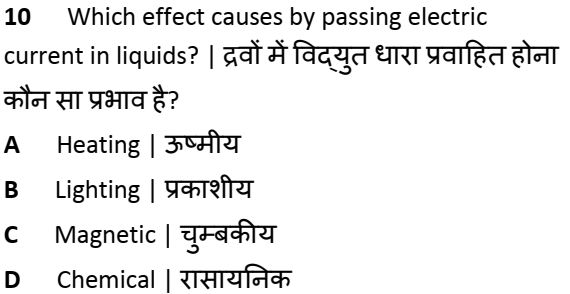 10 Which effect causes by passing electric
current in liquids? | द्रवों में विद्युत धारा प्रवाहित होना
कौन सा प्रभाव है?
A Heating | ऊष्मीय
B Lighting | प्रकाशीय
C Magnetic | चुम्बकीय
D Chemical | रासायनिक